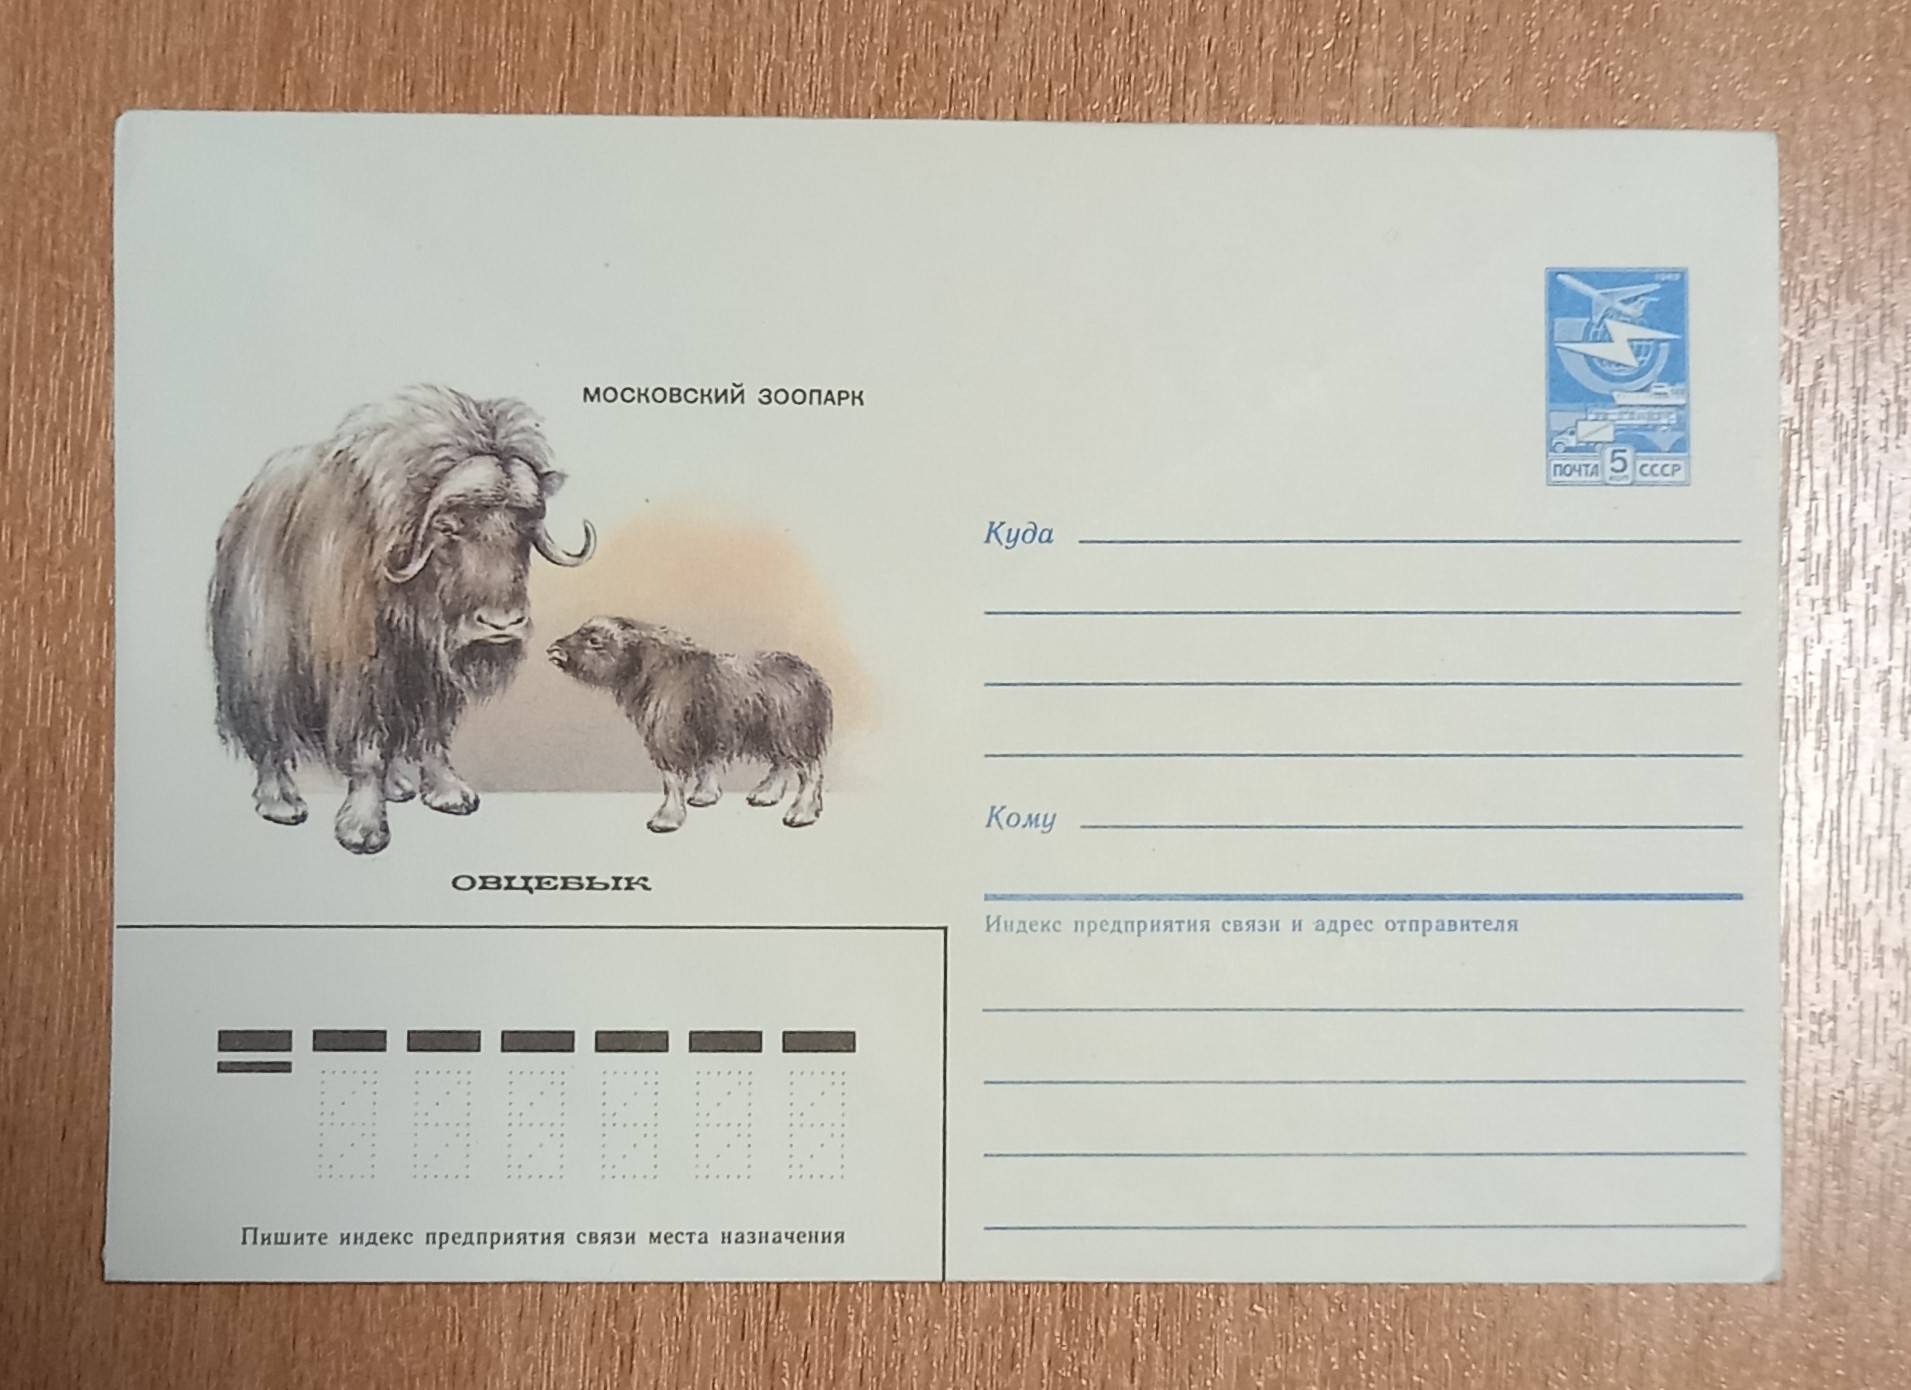 МОСКОВСКИЙ ЗООПАРК
ПОЧТА 5 СССР
КОП
Куда
Кому
ОВЦЕБЫК
Индекс предприятия связи и адрес отправителя
Пишите индекс предприятия связи места назначения